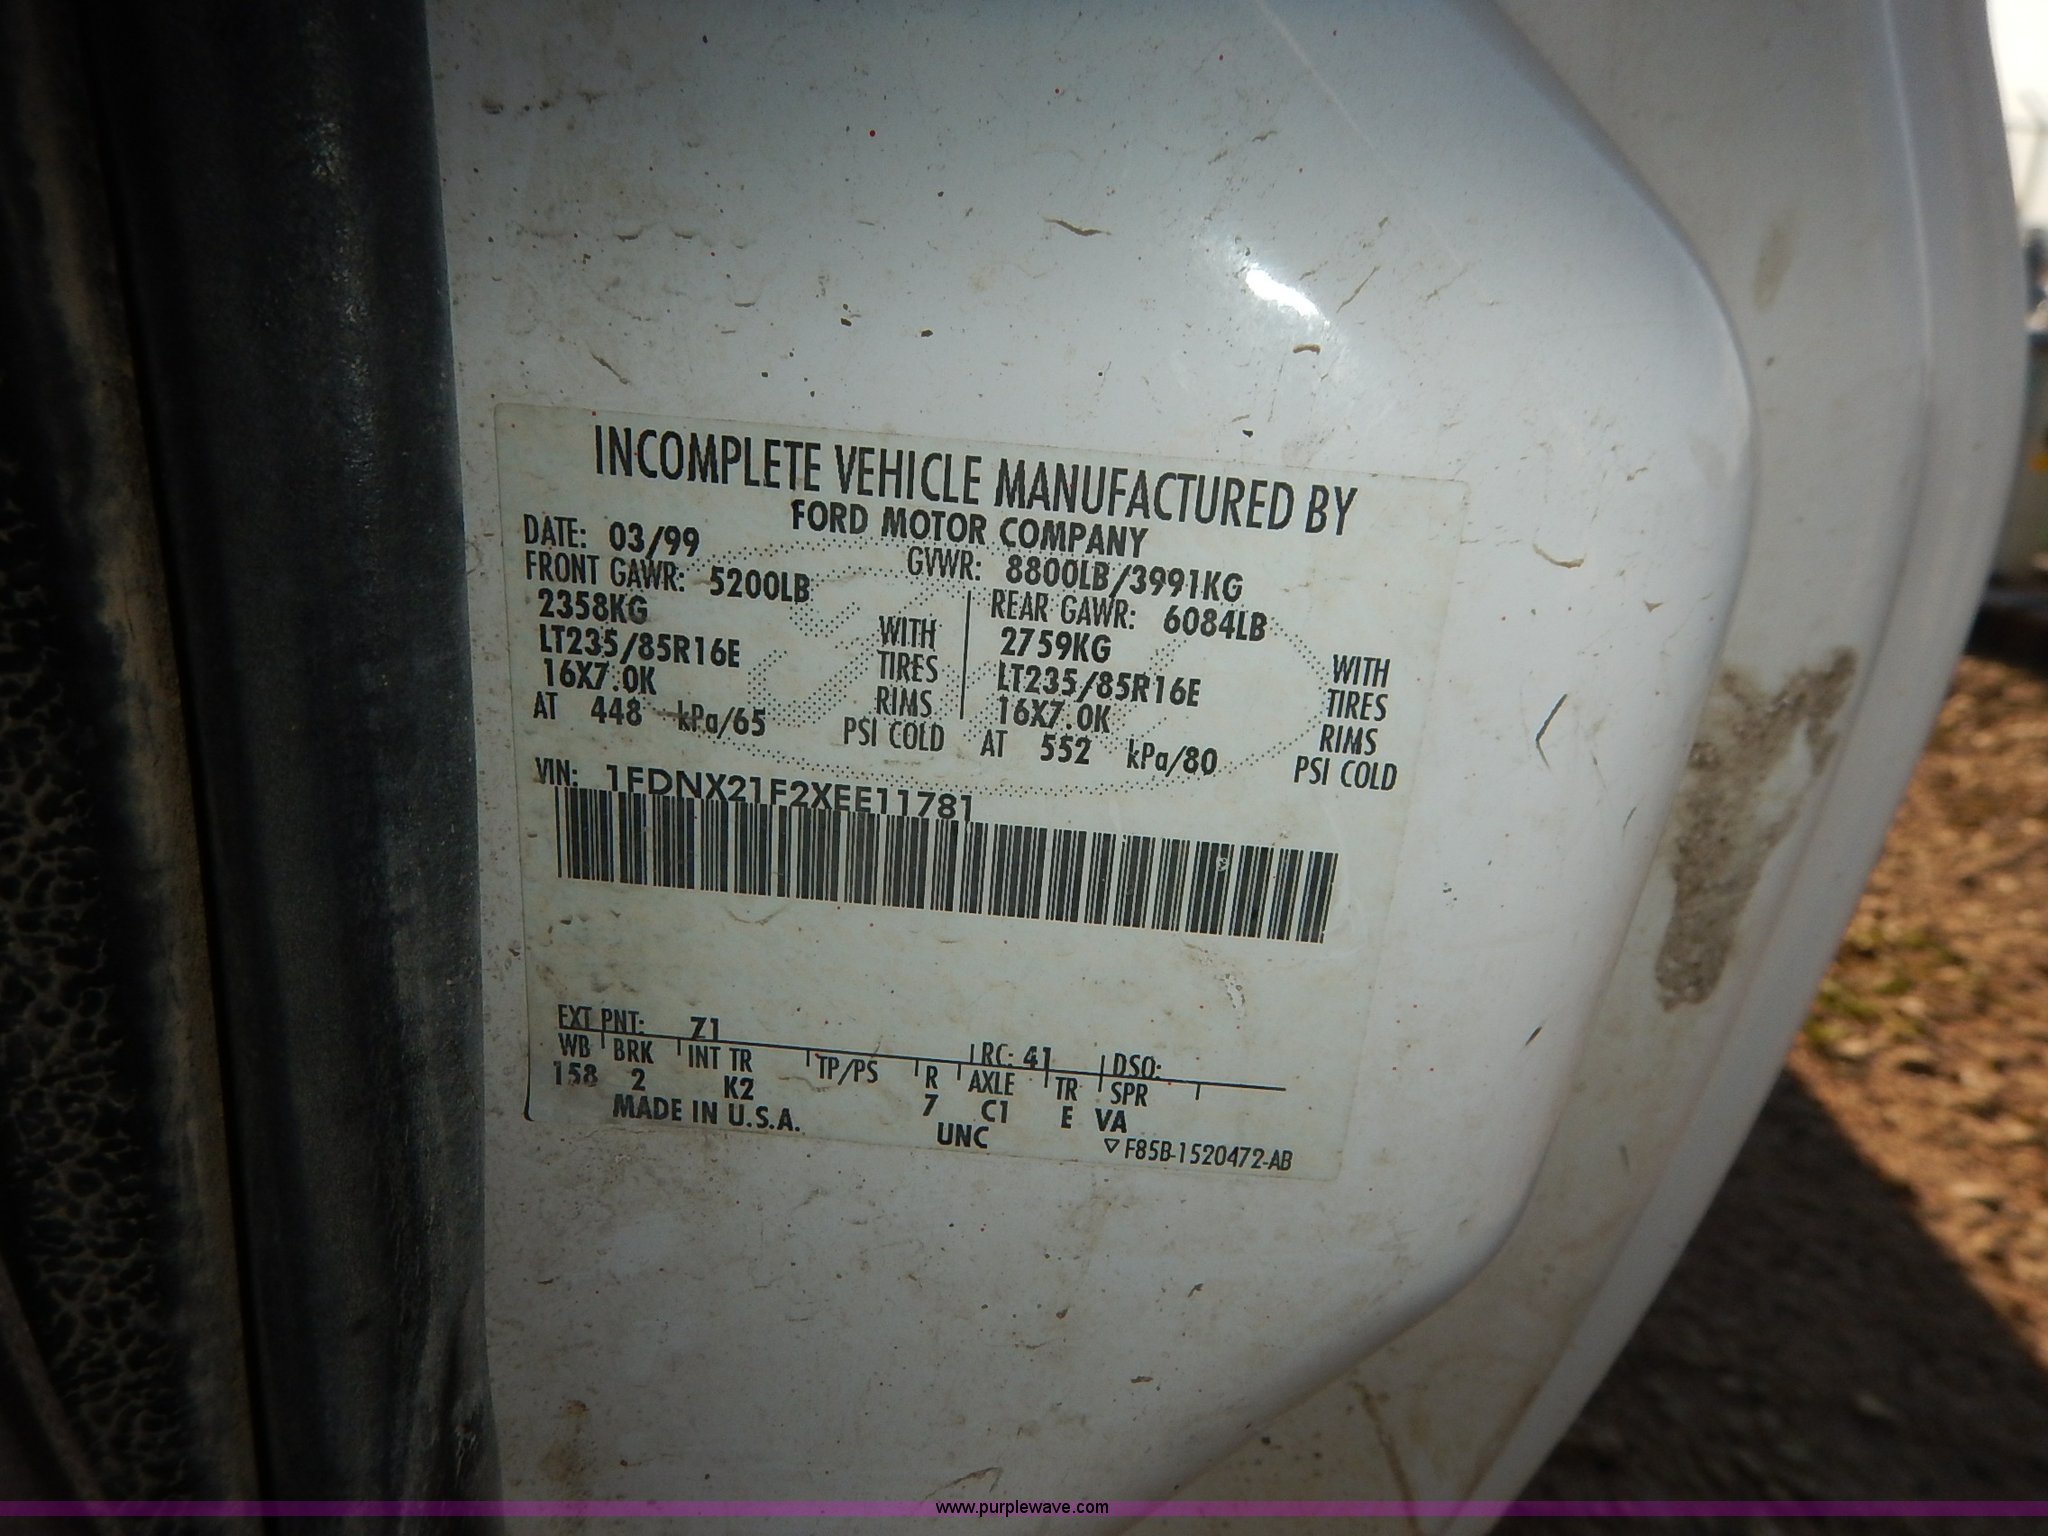 INCOMPLETE VEHICLE MANUFACTURED BY
FORD MOTOR COMPANY
DATE: 03/99
GVWR: 8800LB/3991KG
FRONT GAWR: 5200LB
2358KG WITH
LT235/85R16E TIRES
16X7.0K RIMS
AT 448 kPa/65 PSI COLD
REAR GAWR: 6084LB
2759KG WITH
LT235/85R16E TIRES
16X7.0K RIMS
AT 552 kPa/80 PSI COLD
VIN: 1FDNX21F2XEE11781
EXT PNT: Z1 RC: 41 DSO:
WB BRK INT TR TP/PS R AXLE TR SPR
158 2 K2 7 C1 E VA
MADE IN U.S.A. UNC
F85B-1520472-AB
www.purplewave.com